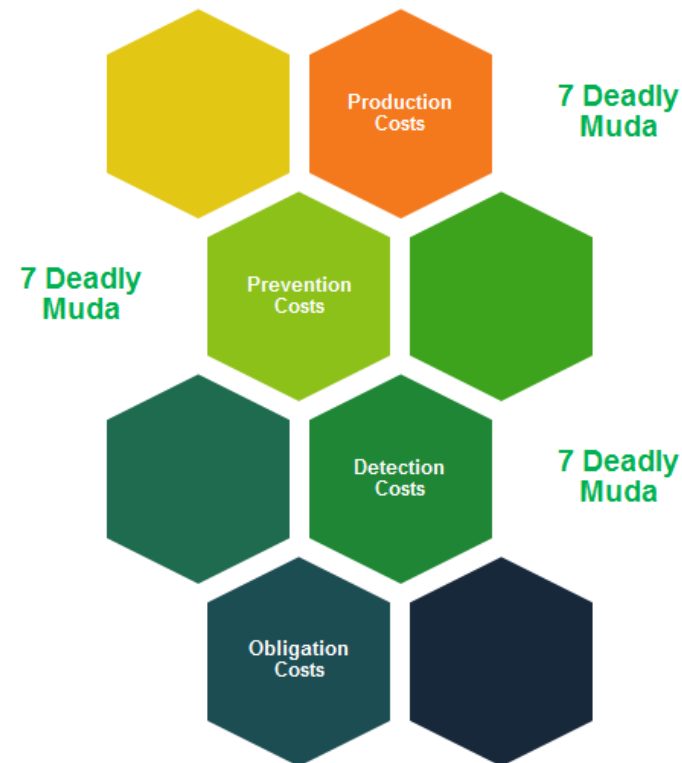 Production
Costs
7 Deadly
Muda
7 Deadly
Muda
Prevention
Costs
Detection
Costs
7 Deadly
Muda
Obligation
Costs